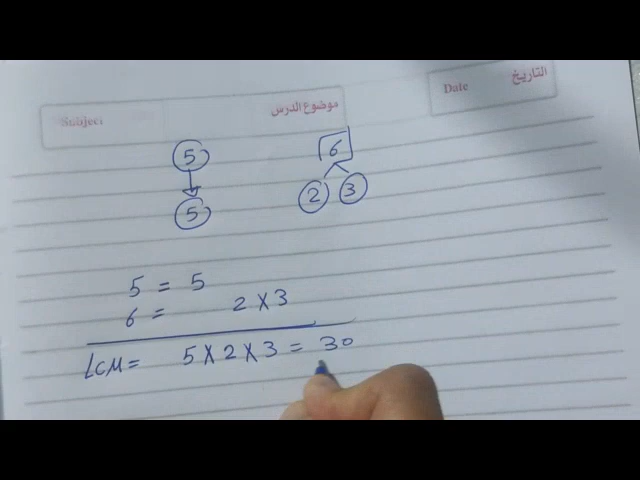 Subject موضوع الدرس Date التاريخ
5 6
5 2 3
5 = 5
6 = 2 X 3
LCM = 5 X 2 X 3 = 30